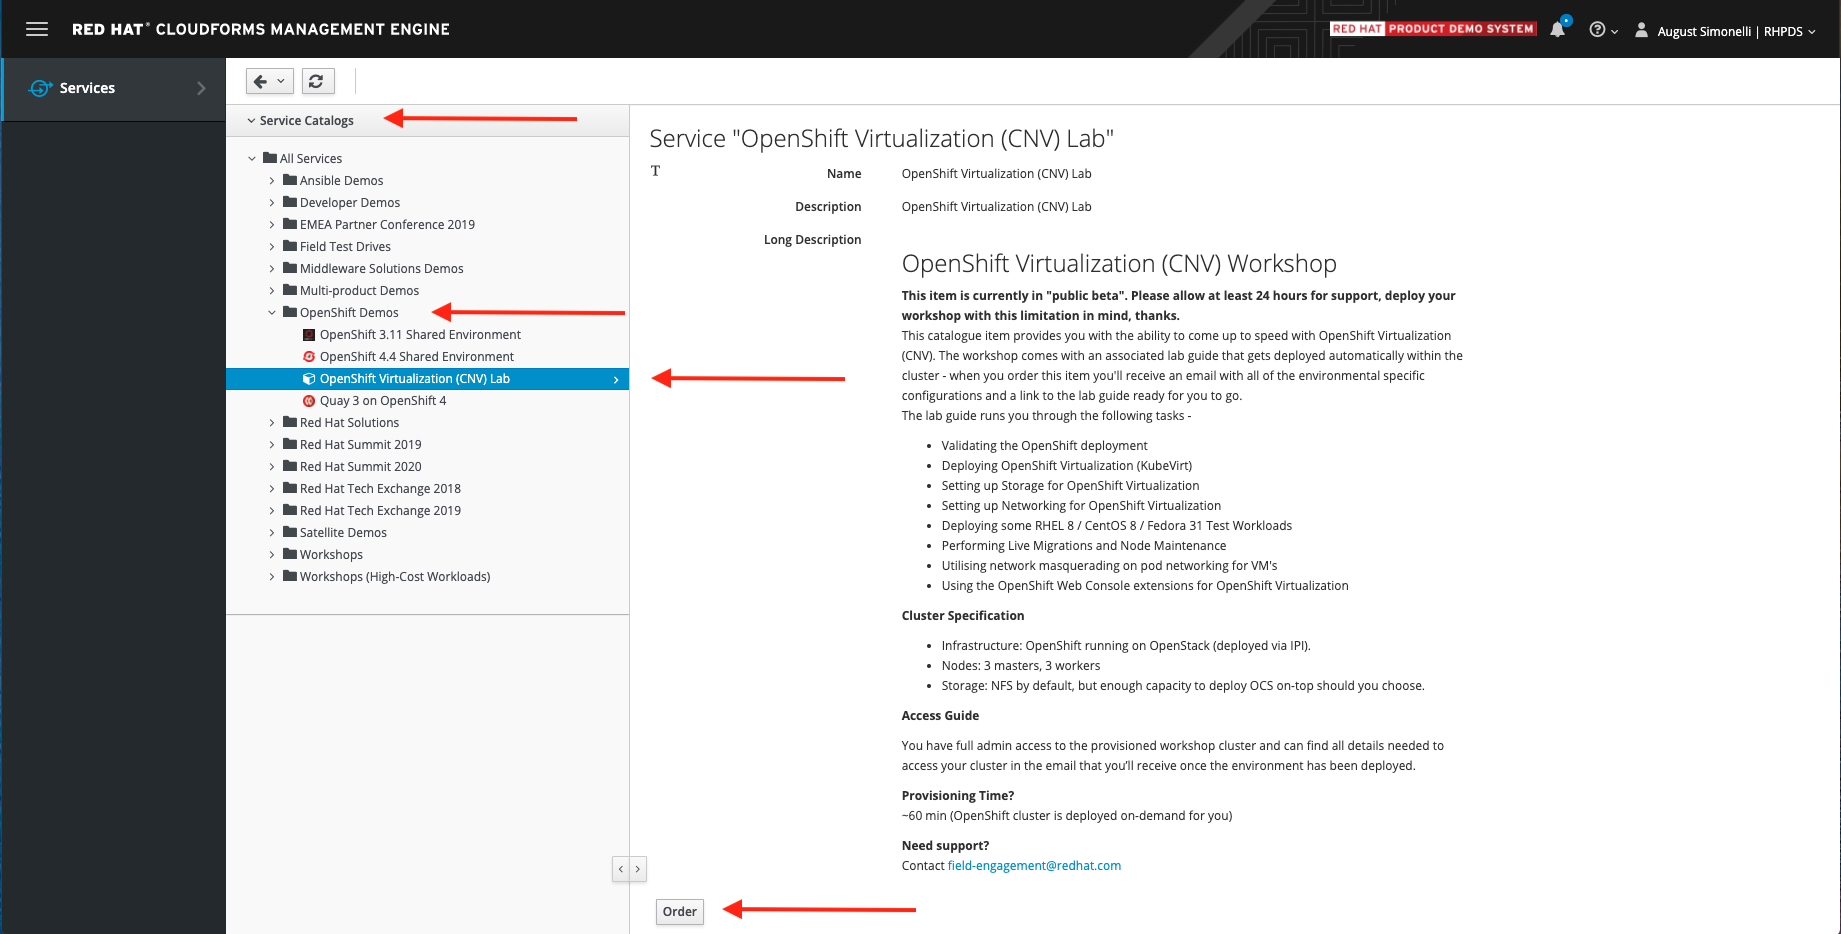 RED HAT® CLOUDFORMS MANAGEMENT ENGINE
RED HAT PRODUCT DEMO SYSTEM
August Simonelli | RHPDS
Services
Service Catalogs
All Services
Ansible Demos
Developer Demos
EMEA Partner Conference 2019
Field Test Drives
Middleware Solutions Demos
Multi-product Demos
OpenShift Demos
OpenShift 3.11 Shared Environment
OpenShift 4.4 Shared Environment
OpenShift Virtualization (CNV) Lab
Quay 3 on OpenShift 4
Red Hat Solutions
Red Hat Summit 2019
Red Hat Summit 2020
Red Hat Tech Exchange 2018
Red Hat Tech Exchange 2019
Satellite Demos
Workshops
Workshops (High-Cost Workloads)
Service "OpenShift Virtualization (CNV) Lab"
T
Name OpenShift Virtualization (CNV) Lab
Description OpenShift Virtualization (CNV) Lab
Long Description
OpenShift Virtualization (CNV) Workshop
This item is currently in "public beta". Please allow at least 24 hours for support, deploy your
workshop with this limitation in mind, thanks.
This catalogue item provides you with the ability to come up to speed with OpenShift Virtualization
(CNV). The workshop comes with an associated lab guide that gets deployed automatically within the
cluster - when you order this item you'll receive an email with all of the environmental specific
configurations and a link to the lab guide ready for you to go.
The lab guide runs you through the following tasks -
• Validating the OpenShift deployment
• Deploying OpenShift Virtualization (KubeVirt)
• Setting up Storage for OpenShift Virtualization
• Setting up Networking for OpenShift Virtualization
• Deploying some RHEL 8 / CentOS 8 / Fedora 31 Test Workloads
• Performing Live Migrations and Node Maintenance
• Utilising network masquerading on pod networking for VM's
• Using the OpenShift Web Console extensions for OpenShift Virtualization
Cluster Specification
• Infrastructure: OpenShift running on OpenStack (deployed via IPI).
• Nodes: 3 masters, 3 workers
• Storage: NFS by default, but enough capacity to deploy OCS on-top should you choose.
Access Guide
You have full admin access to the provisioned workshop cluster and can find all details needed to
access your cluster in the email that you’ll receive once the environment has been deployed.
Provisioning Time?
~60 min (OpenShift cluster is deployed on-demand for you)
Need support?
Contact field-engagement@redhat.com
Order